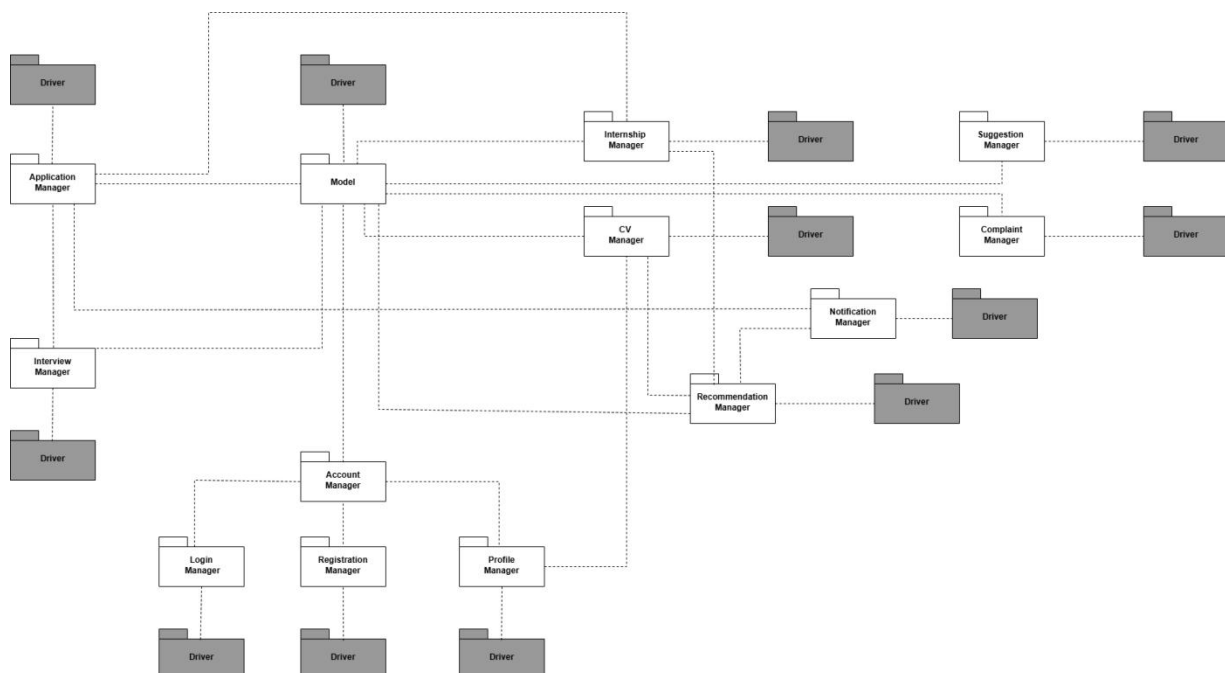 Driver
Driver
Internship
Manager
Driver
Suggestion
Manager
Driver
Application
Manager
Model
CV
Manager
Driver
Complaint
Manager
Driver
Notification
Manager
Driver
Interview
Manager
Recommendation
Manager
Driver
Driver
Account
Manager
Login
Manager
Registration
Manager
Profile
Manager
Driver
Driver
Driver